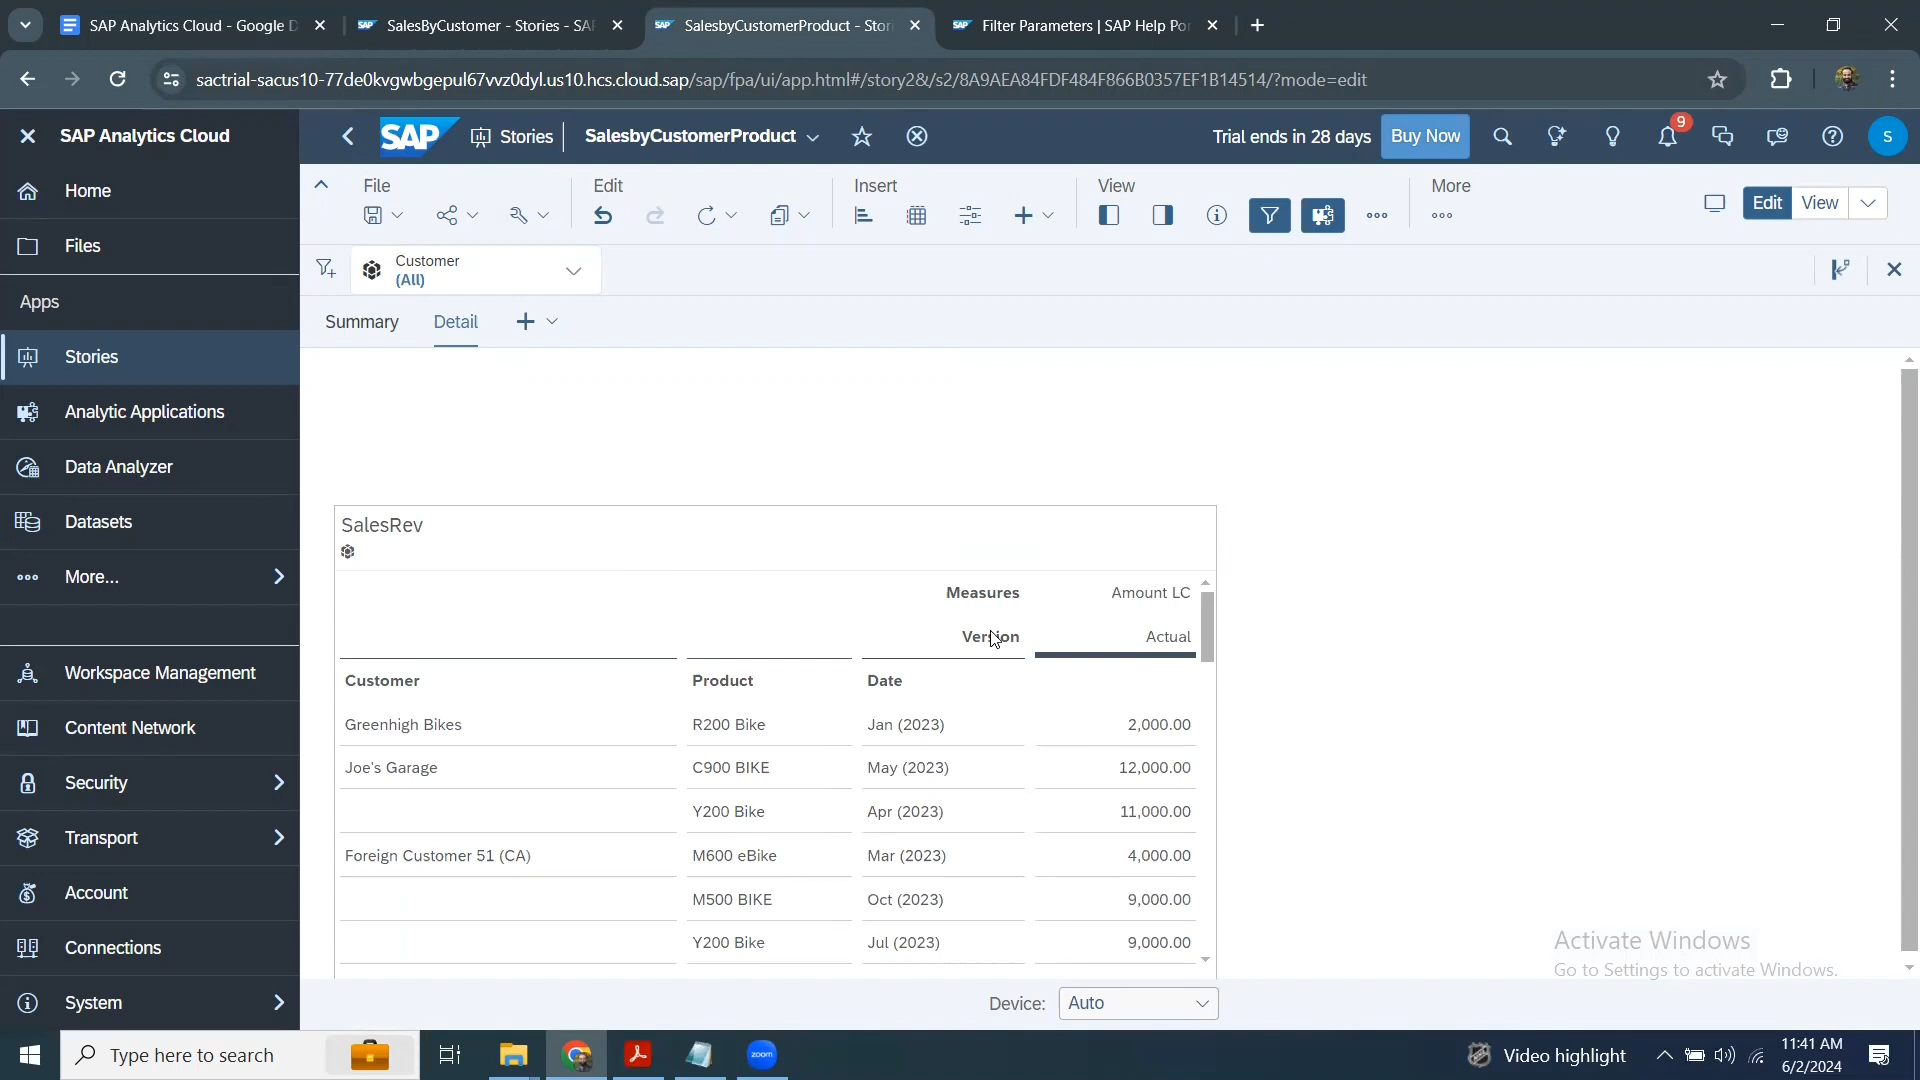 SAP Analytics Cloud - Google D
SalesByCustomer - Stories - SA
SalesbyCustomerProduct - Stor
Filter Parameters | SAP Help Po
sactrial-sacus10-77de0kvgwbgepul67vvz0dyl.us10.hcs.cloud.sap/sap/fpa/ui/app.html#/story2&/s2/8A9AEA84FDF484F866B0357EF1B14514/?mode=edit
SAP Analytics Cloud
SAP
Stories
SalesbyCustomerProduct
Trial ends in 28 days
Buy Now
9
S
Home
Files
Apps
Stories
Analytic Applications
Data Analyzer
Datasets
More...
Workspace Management
Content Network
Security
Transport
Account
Connections
System
File
Edit
Insert
View
More
Edit
View
Customer
(All)
Summary
Detail
SalesRev
Measures
Amount LC
Version
Actual
Customer
Product
Date
Greenhigh Bikes
R200 Bike
Jan (2023)
2,000.00
Joe's Garage
C900 BIKE
May (2023)
12,000.00
Y200 Bike
Apr (2023)
11,000.00
Foreign Customer 51 (CA)
M600 eBike
Mar (2023)
4,000.00
M500 BIKE
Oct (2023)
9,000.00
Y200 Bike
Jul (2023)
9,000.00
Activate Windows
Go to Settings to activate Windows.
Device:
Auto
Type here to search
zoom
Video highlight
11:41 AM
6/2/2024